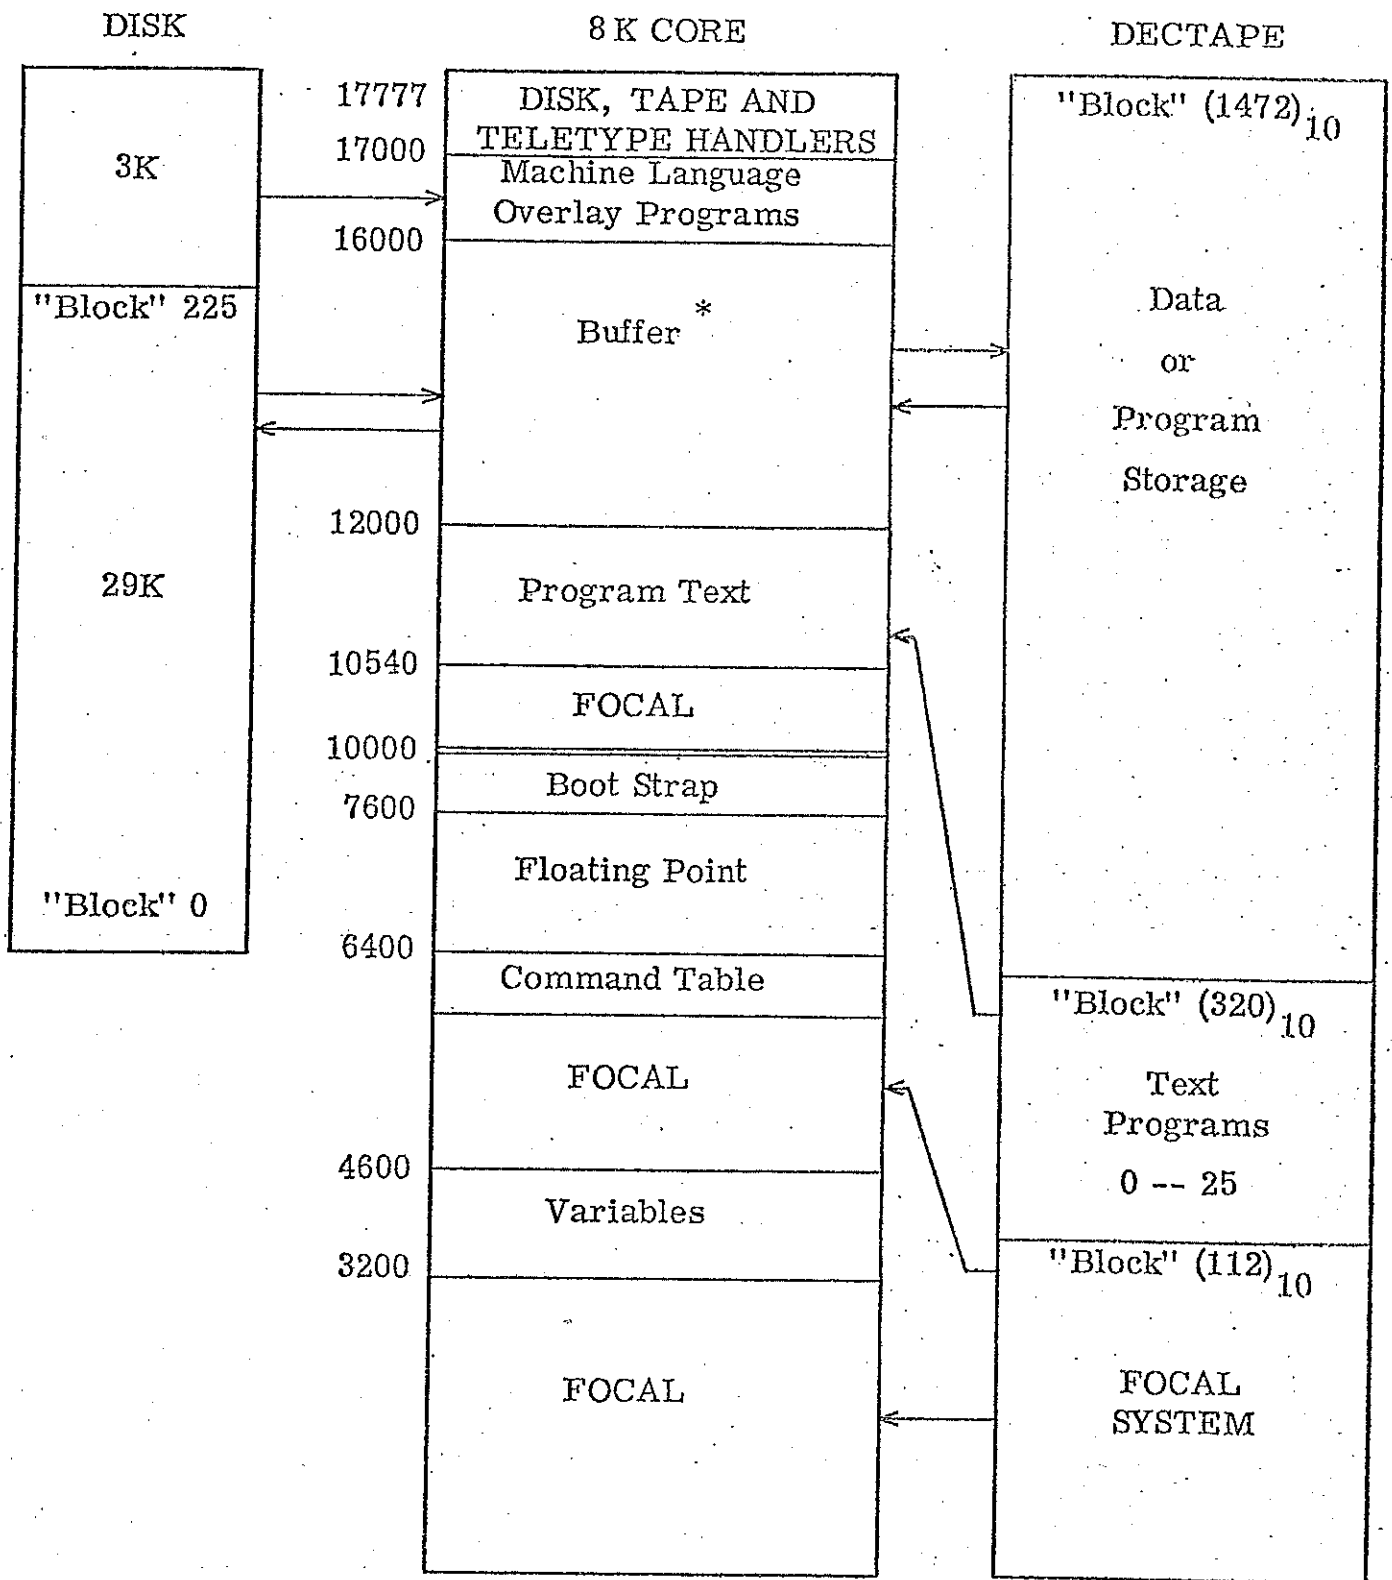 DISK
3K
"Block" 225
29K
"Block" 0
8K CORE
17777
DISK, TAPE AND
TELETYPE HANDLERS
17000
Machine Language
Overlay Programs
16000
Buffer *
12000
Program Text
10540
FOCAL
10000
Boot Strap
7600
Floating Point
6400
Command Table
FOCAL
4600
Variables
3200
FOCAL
DECTAPE
"Block" (1472)10
Data
or
Program
Storage
"Block" (320)10
Text
Programs
0 -- 25
"Block" (112)10
FOCAL
SYSTEM